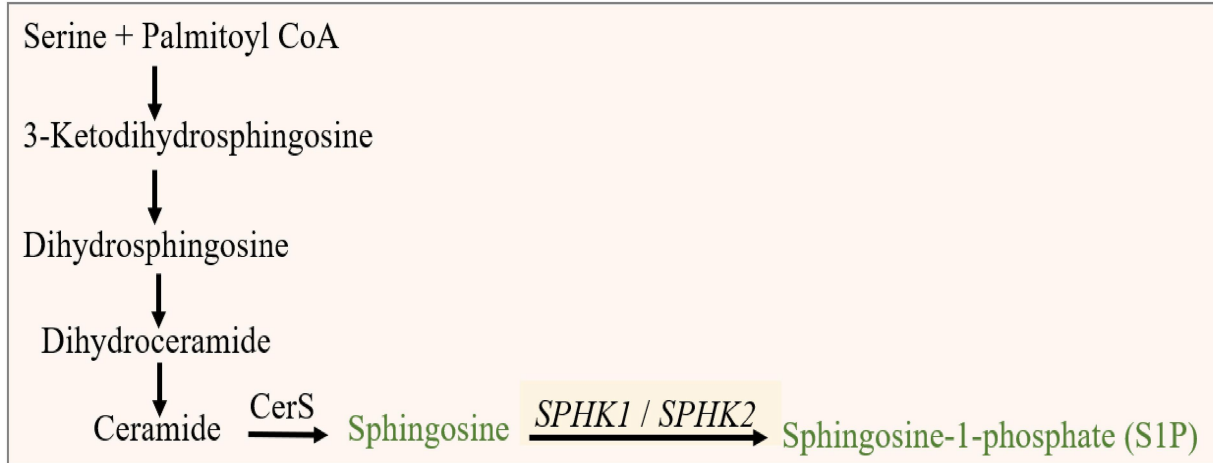 Serine + Palmitoyl CoA
3-Ketodihydrosphingosine
Dihydrosphingosine
Dihydroceramide
Ceramide CerS Sphingosine SPHK1 / SPHK2 Sphingosine-1-phosphate (S1P)